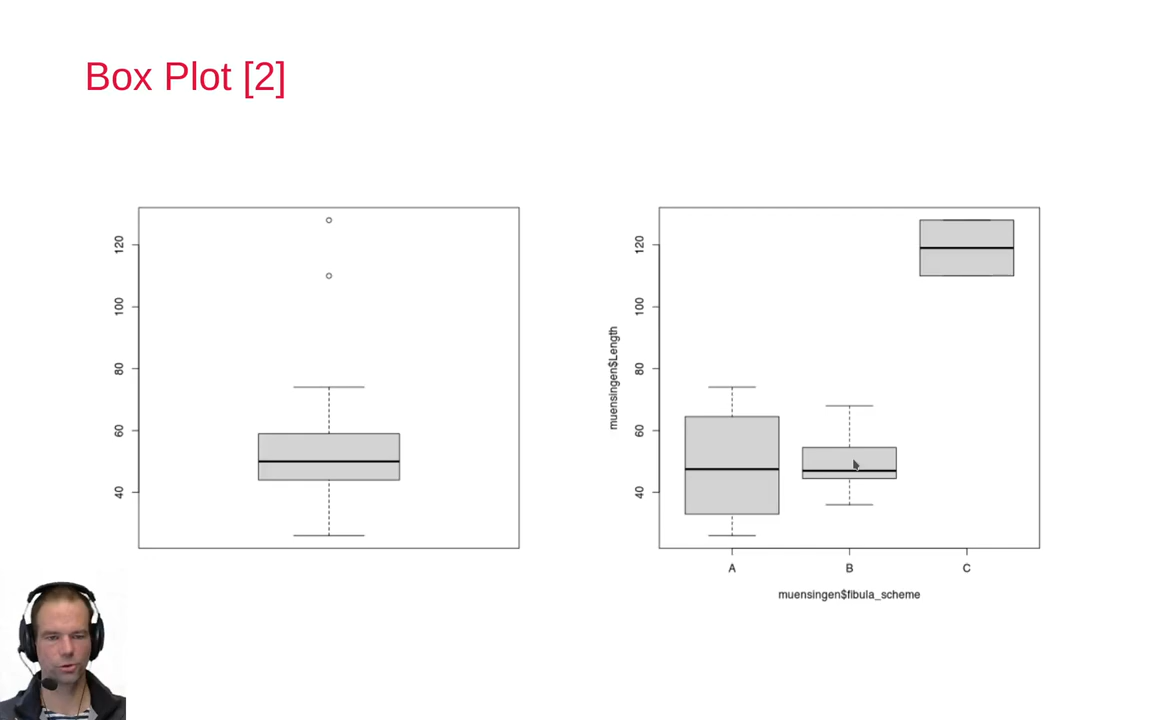 Box Plot [2]
120
100
80
60
40
muensingen$Length
120
100
80
60
40
A B C
muensingen$fibula_scheme